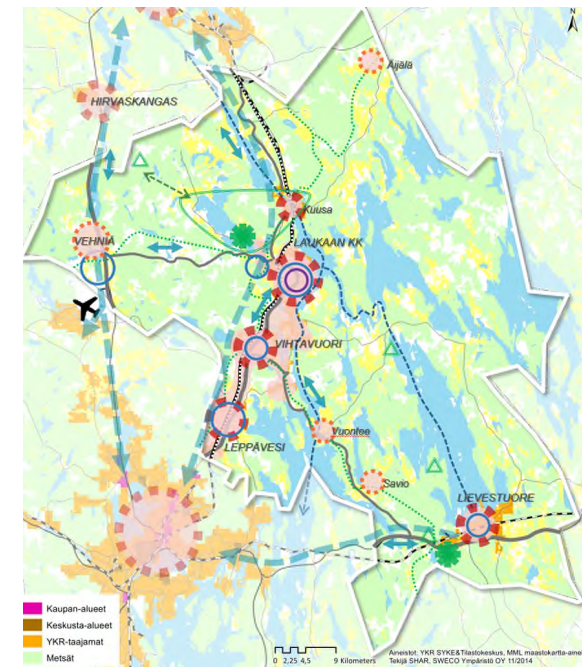 N
Äijälä
HIRVASKANGAS
Kuusa
LAUKAAN KK
VEHNIÄ
VIHTAVUORI
LEPPÄVESI
Vuontee
Savio
LIEVESTUORE
Kaupan-alueet
Keskusta-alueet
YKR-taajamat
Metsät
0 2,25 4,5 9 Kilometers
Aineistot: YKR SYKE&Tilastokeskus, MML maastokartta-aine
Tekijä SHAR, SWECO Ympäristö OY YH/2014